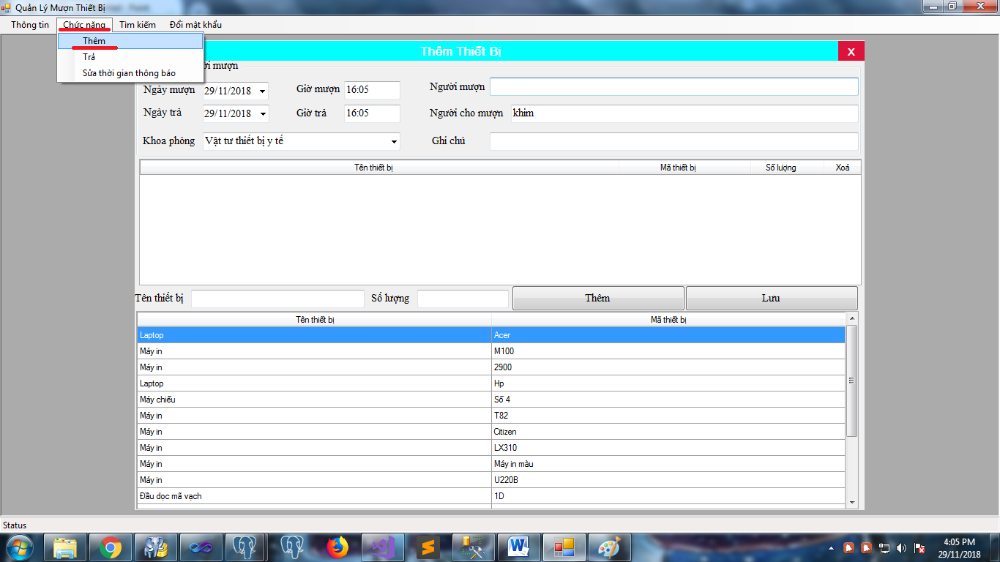 Quản Lý Mượn Thiết Bị
Thông tin Chức năng Tìm kiếm Đổi mật khẩu
Thêm
Trả
Sửa thời gian thông báo
Thêm Thiết Bị X
mượn
Ngày mượn 29/11/2018 Giờ mượn 16:05 Người mượn
Ngày trả 29/11/2018 Giờ trả 16:05 Người cho mượn khim
Khoa phòng Vật tư thiết bị y tế Ghi chú
Tên thiết bị Mã thiết bị Số lượng Xoá
Tên thiết bị Số lượng Thêm Lưu
Tên thiết bị Mã thiết bị
Laptop Acer
Máy in M100
Máy in 2900
Laptop Hp
Máy chiếu Số 4
Máy in T82
Máy in Citizen
Máy in LX310
Máy in Máy in màu
Máy in U220B
Đầu dọc mã vạch 1D
Status
4:05 PM
29/11/2018